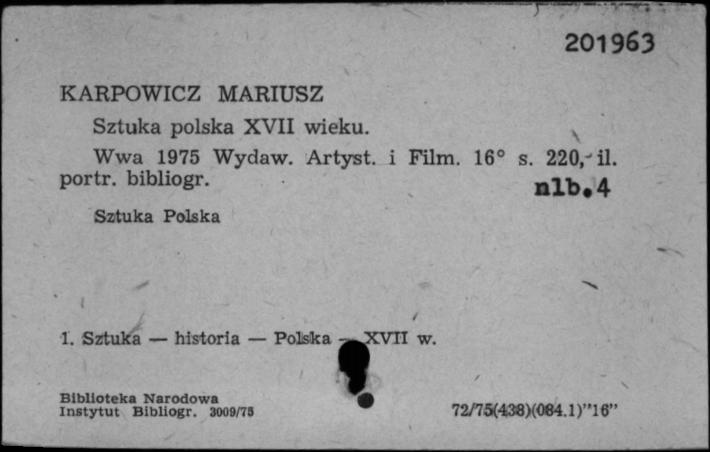 201963
KARPOWICZ MARIUSZ
Sztuka polska XVII wieku.
Wwa 1975 Wydaw. Artyst. i Film. 16° s. 220, il.
portr. bibliogr.
nlb.4
Sztuka Polska
1. Sztuka — historia — Polska — XVII w.
Biblioteka Narodowa
Instytut Bibliogr. 3009/75
72/75(438)(084.1)"16"